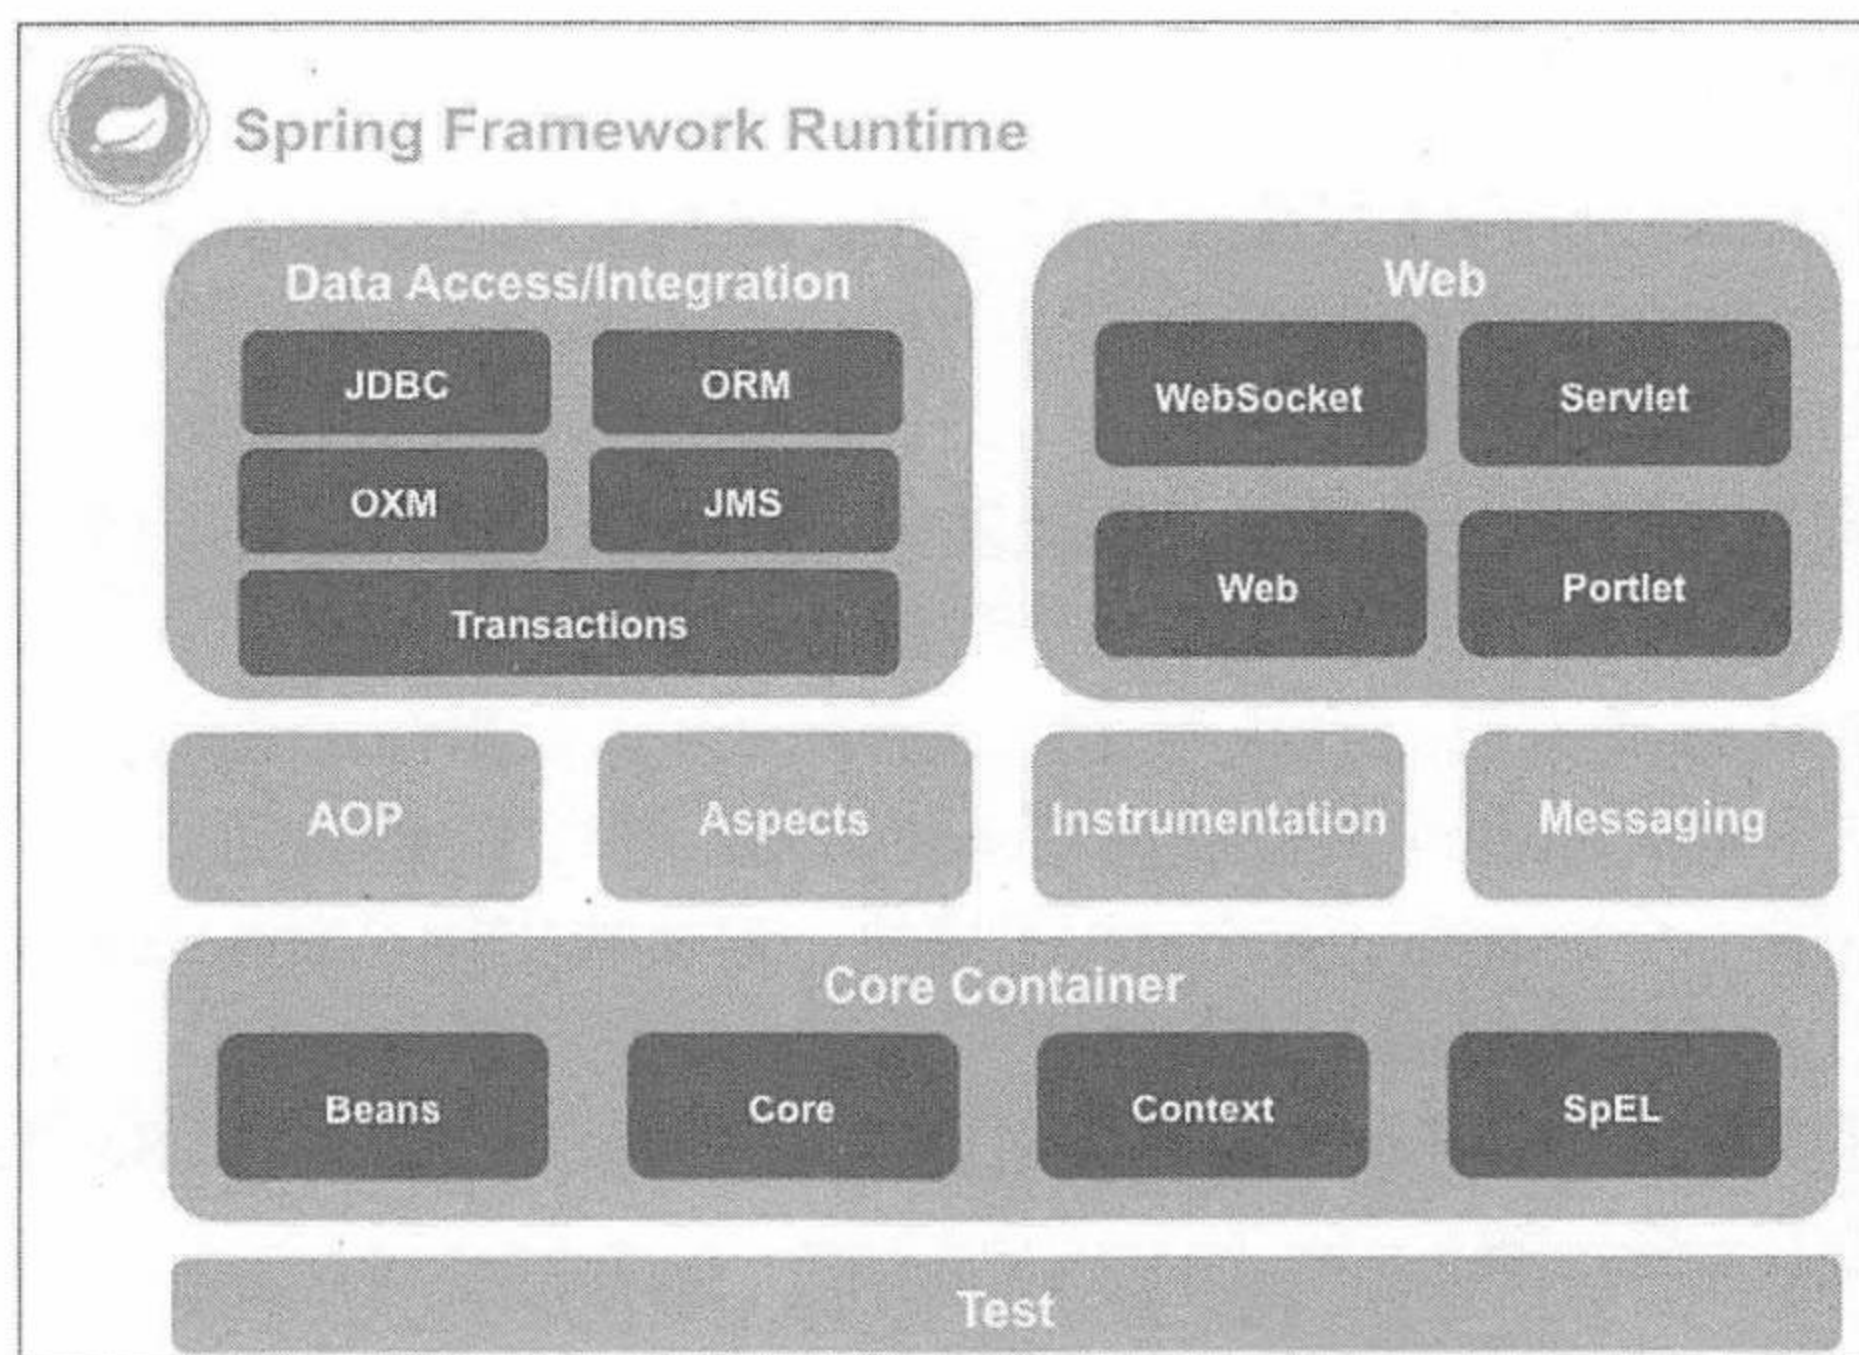 Spring Framework Runtime
Data Access/Integration
JDBC ORM
OXM JMS
Transactions
Web
WebSocket Servlet
Web Portlet
AOP Aspects Instrumentation Messaging
Core Container
Beans Core Context SpEL
Test